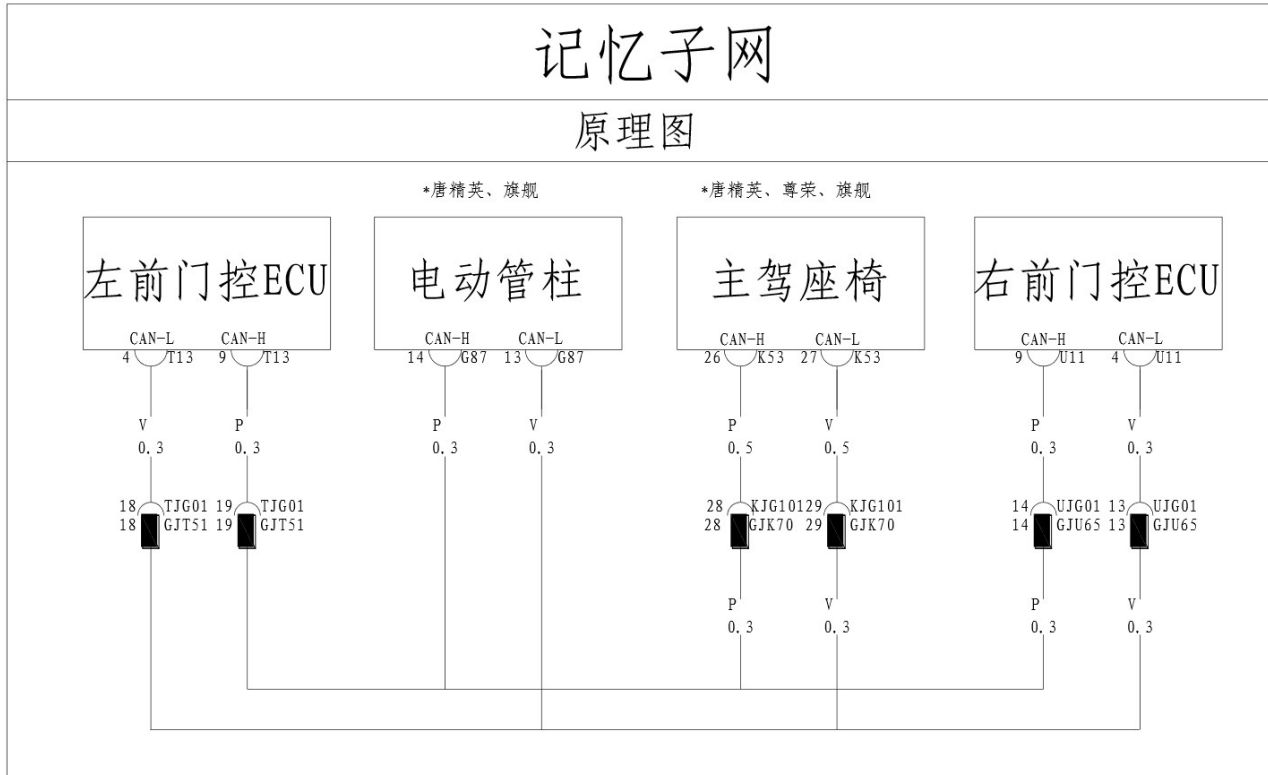 记忆子网
原理图
*唐精英、旗舰 *唐精英、尊荣、旗舰
左前门控ECU 电动管柱 主驾座椅 右前门控ECU
CAN-L CAN-H CAN-H CAN-L CAN-H CAN-L CAN-H CAN-L
4 T13 9 T13 14 G87 13 G87 26 K53 27 K53 9 U11 4 U11
V P P V P V P V
0.3 0.3 0.3 0.3 0.5 0.5 0.3 0.3
18 TJG01 19 TJG01 28 KJG101 29 KJG101 14 UJG01 13 UJG01
18 GJT51 19 GJT51 28 GJK70 29 GJK70 14 GJU65 13 GJU65
P V P V
0.3 0.3 0.3 0.3